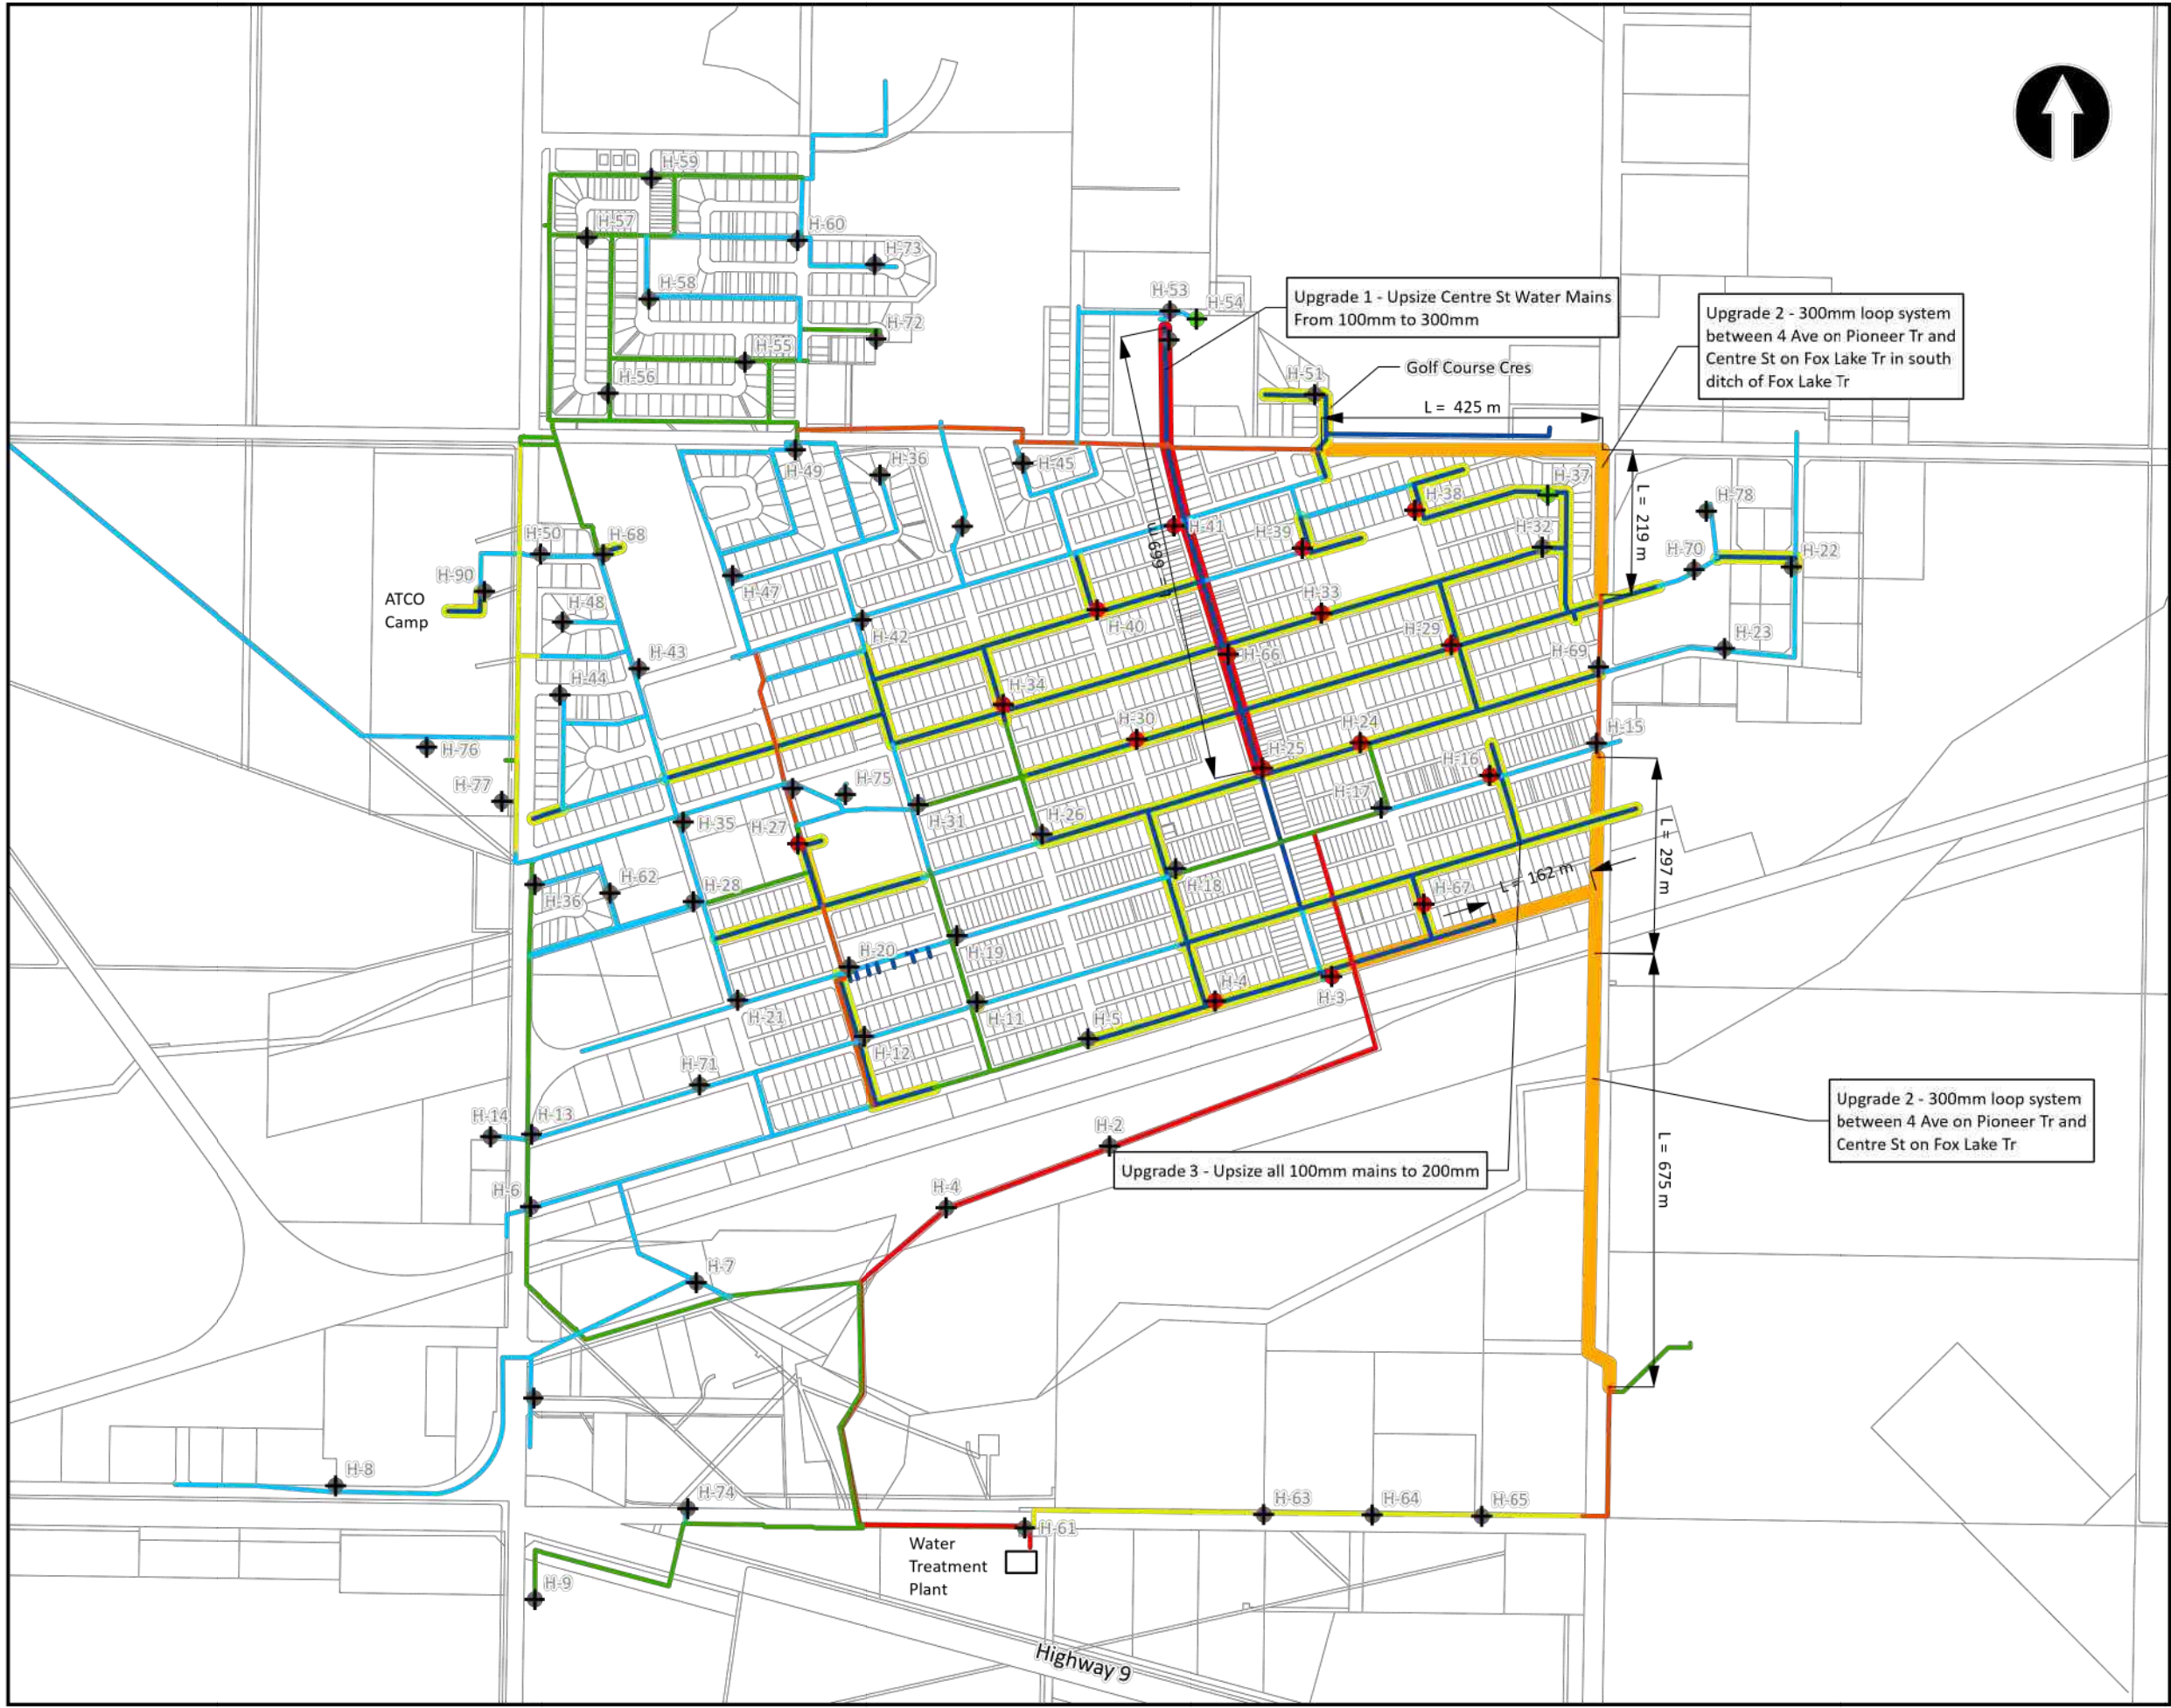 H-59
H-57
H-60
H-73
H-58
H-53
H-54
H-72
H-55
H-56
Upgrade 1 - Upsize Centre St Water Mains
From 100mm to 300mm
Upgrade 2 - 300mm loop system
between 4 Ave on Pioneer Tr and
Centre St on Fox Lake Tr in south
ditch of Fox Lake Tr
H-51
Golf Course Cres
L = 425 m
H-49
H-36
H-45
H-38
H-37
L = 219 m
H-78
H-50
H-68
H-41
H-39
H-32
H-70
H-22
H-90
ATCO
Camp
H-48
H-47
H-42
H-40
H-33
H-29
H-69
H-23
H-43
H-66
H-44
H-34
H-30
H-24
H-15
H-76
H-25
H-16
H-77
H-75
H-17
H-35
H-27
H-31
H-26
L = 297 m
H-36
H-62
H-28
H-18
H-67
L = 162 m
H-20
H-19
H-4
H-3
H-21
H-11
H-5
H-12
H-71
H-14
H-13
H-2
Upgrade 3 - Upsize all 100mm mains to 200mm
L = 675 m
Upgrade 2 - 300mm loop system
between 4 Ave on Pioneer Tr and
Centre St on Fox Lake Tr
H-6
H-4
H-7
H-8
H-74
H-63
H-64
H-65
H-61
Water
Treatment
Plant
H-9
Highway 9